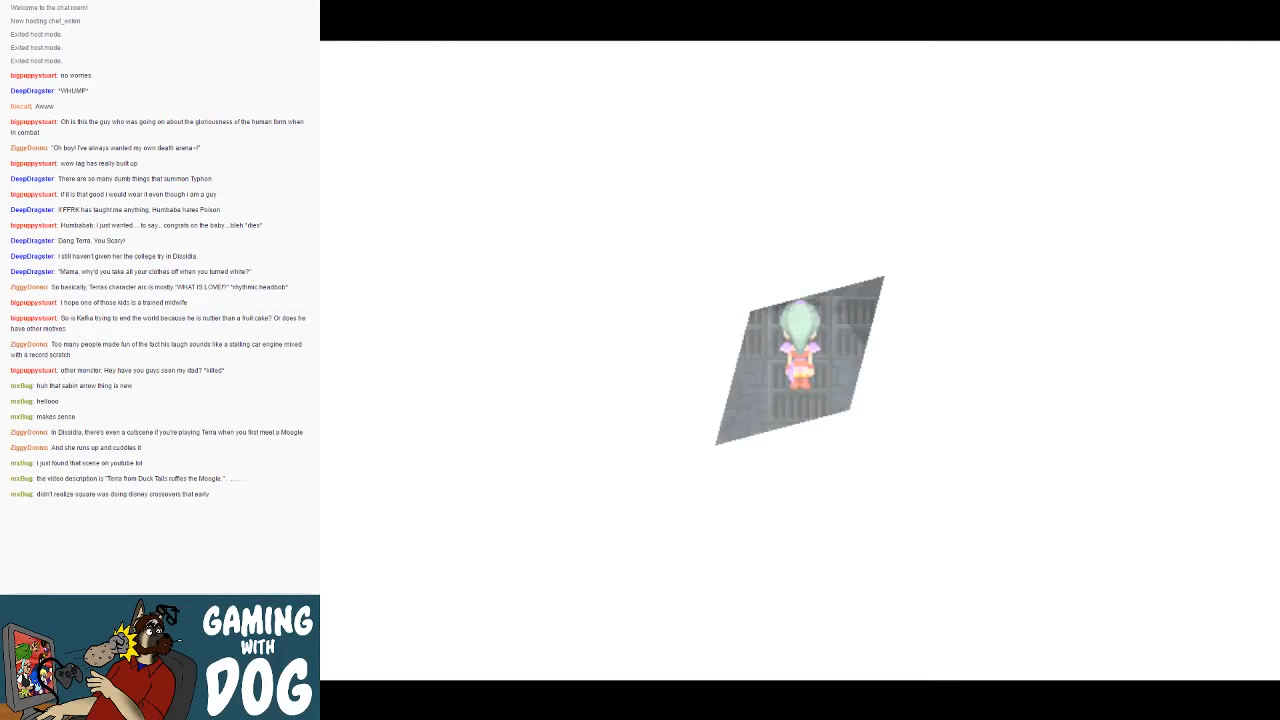 Welcome to the chat room!
Now hosting chef_esten.
Exited host mode.
Exited host mode.
Exited host mode.
bigpuppystuart: no worries.
DeepDragster: *WHUMP*
foxcalt: Awww
bigpuppystuart: Oh is this the guy who was going on about the gloriousness of the human form when
in combat
ZiggyDonno: "Oh boy! I've always wanted my own death arena~!"
bigpuppystuart: wow lag has really built up
DeepDragster: There are so many dumb things that summon Typhon.
bigpuppystuart: if it is that good i would wear it even though i am a guy
DeepDragster: If FFRK has taught me anything, Humbaba hates Poison.
bigpuppystuart: Humbabab: I just wanted.... to say... congrats on the baby....bleh *dies*
DeepDragster: Dang Terra, You Scary!
DeepDragster: I still haven't given her the college try in Dissidia.
DeepDragster: "Mama, why'd you take all your clothes off when you turned white?"
ZiggyDonno: So basically, Terras character arc is mostly "WHAT IS LOVE!?" *rhythmic headbob*
bigpuppystuart: I hope one of those kids is a trained midwife
bigpuppystuart: So is Kefka trying to end the world because he is nuttier than a fruit cake? Or does he
have other motives
ZiggyDonno: Too many people made fun of the fact his laugh sounds like a stalling car engine mixed
with a record scratch
bigpuppystuart: other monster: Hey have you guys seen my dad? *killed*
mxBug: huh that sabin arrow thing is new
mxBug: hellooo
mxBug: makes sense
ZiggyDonno: In Dissidia, there's even a cutscene if you're playing Terra when you first meet a Moogle
ZiggyDonno: And she runs up and cuddles it
mxBug: i just found that scene on youtube lol
mxBug: the video description is "Terra from Duck Tails ruffles the Moogle." . ... . . .
mxBug: didn't realize square was doing disney crossovers that early
GAMING
WITH
DOG